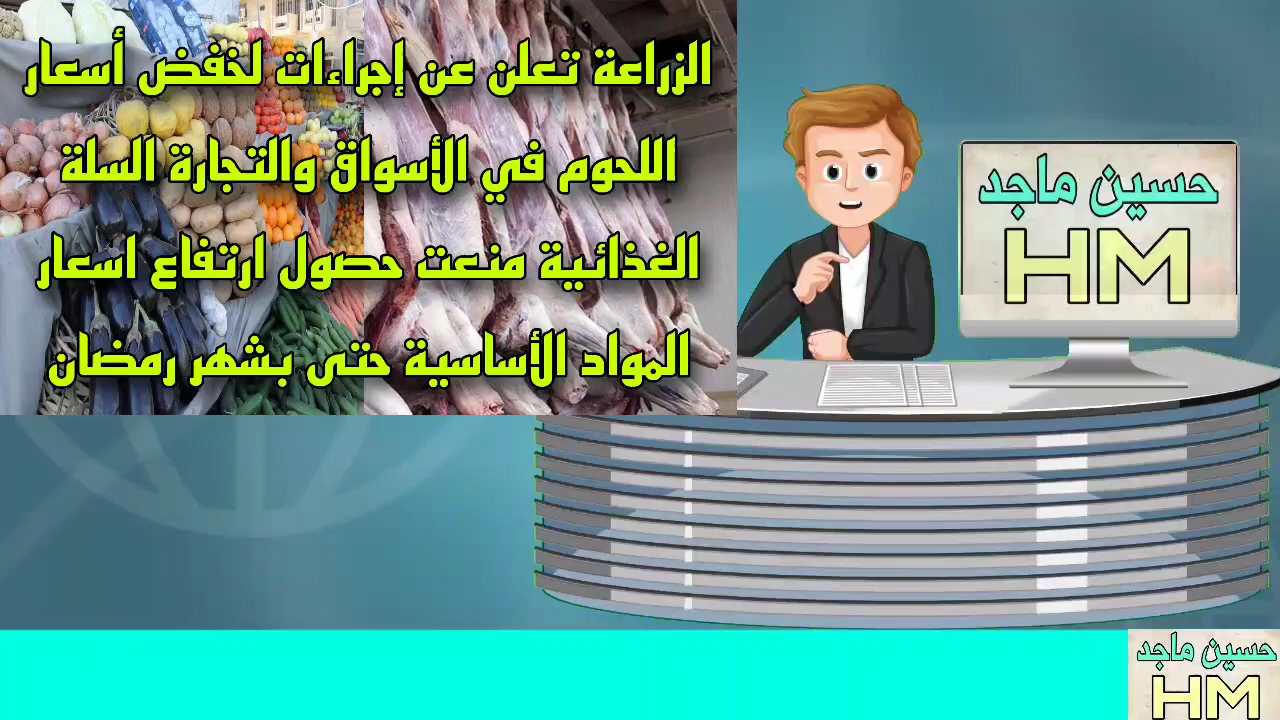 الزراعة تعلن عن إجراءات لخفض أسعار
اللحوم في الأسواق والتجارة السلة
الغذائية منعت حصول ارتفاع اسعار
المواد الأساسية حتى بشهر رمضان
حسين ماجد
HM
حسين ماجد
HM